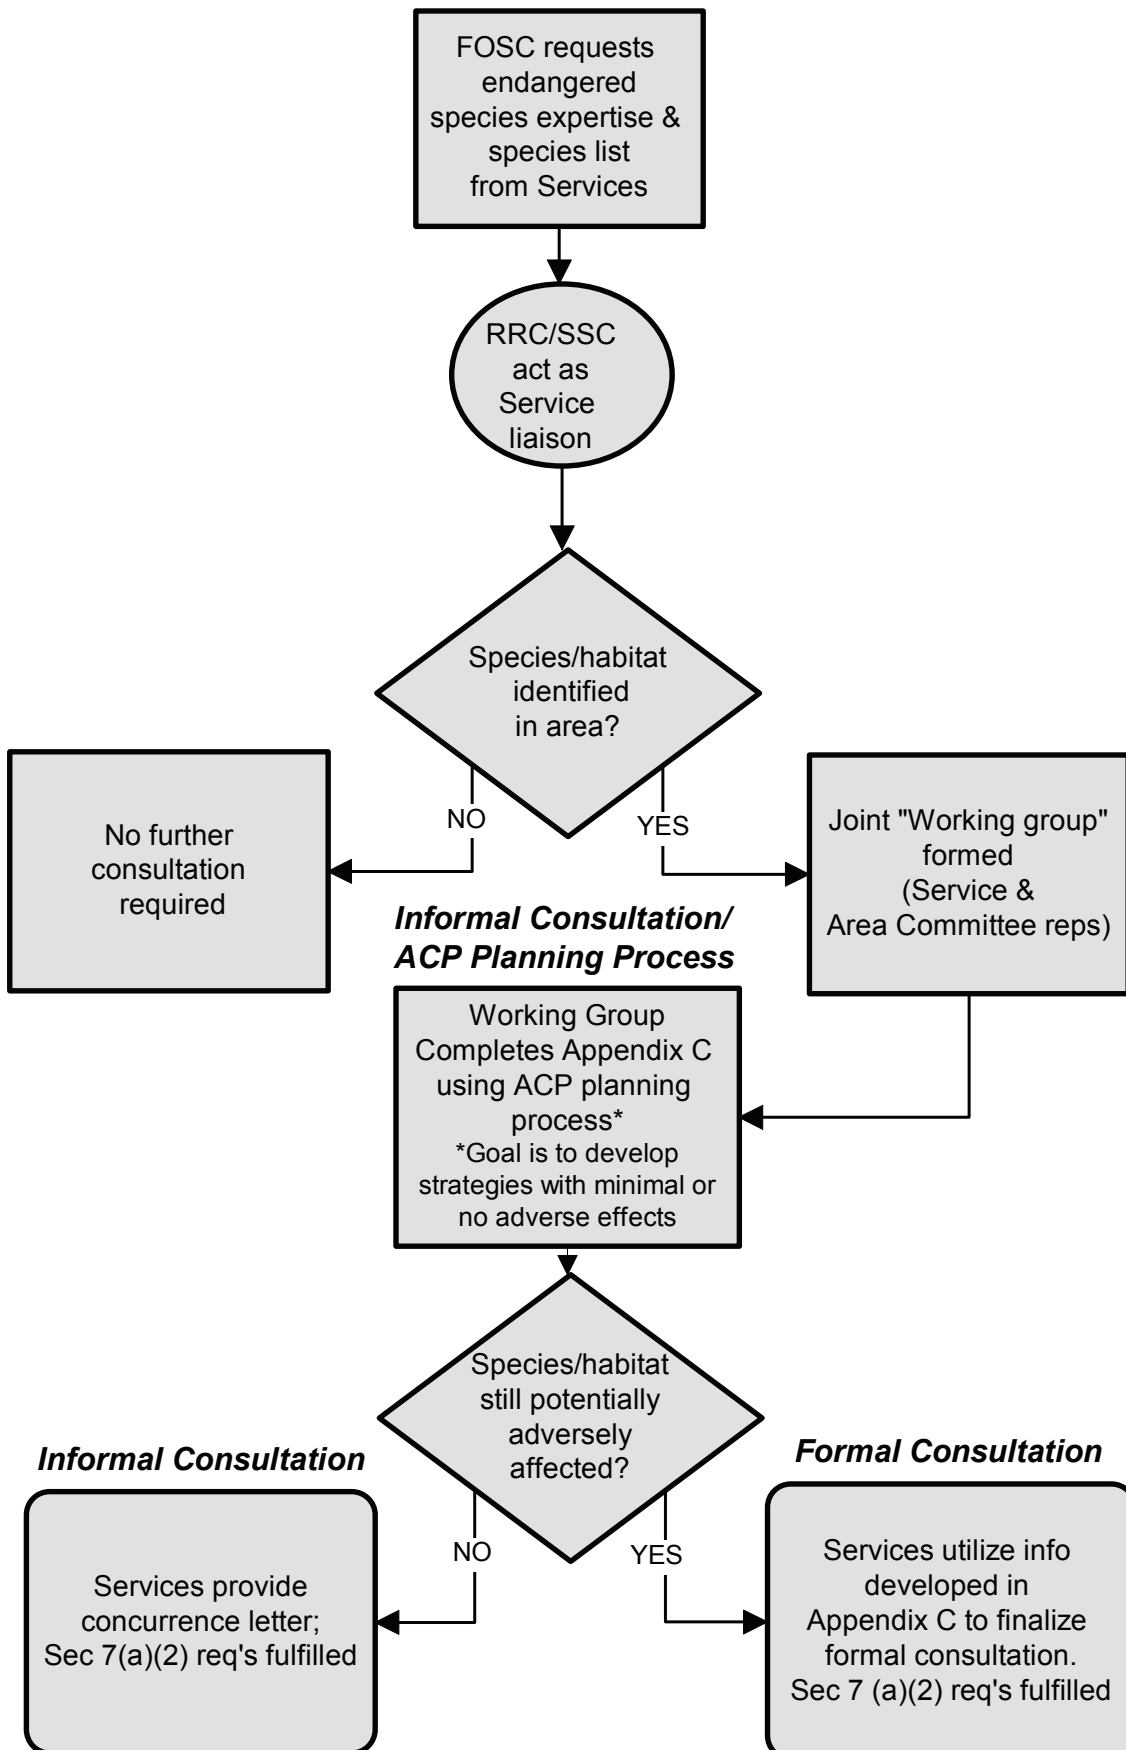 FOSC requests
endangered
species expertise &
species list
from Services
RRC/SSC
act as
Service
liaison
Species/habitat
identified
in area?
NO
YES
No further
consultation
required
Joint "Working group"
formed
(Service &
Area Committee reps)
Informal Consultation/
ACP Planning Process
Working Group
Completes Appendix C
using ACP planning
process*
*Goal is to develop
strategies with minimal or
no adverse effects
Species/habitat
still potentially
adversely
affected?
NO
YES
Informal Consultation
Services provide
concurrence letter;
Sec 7(a)(2) req's fulfilled
Formal Consultation
Services utilize info
developed in
Appendix C to finalize
formal consultation.
Sec 7 (a)(2) req's fulfilled